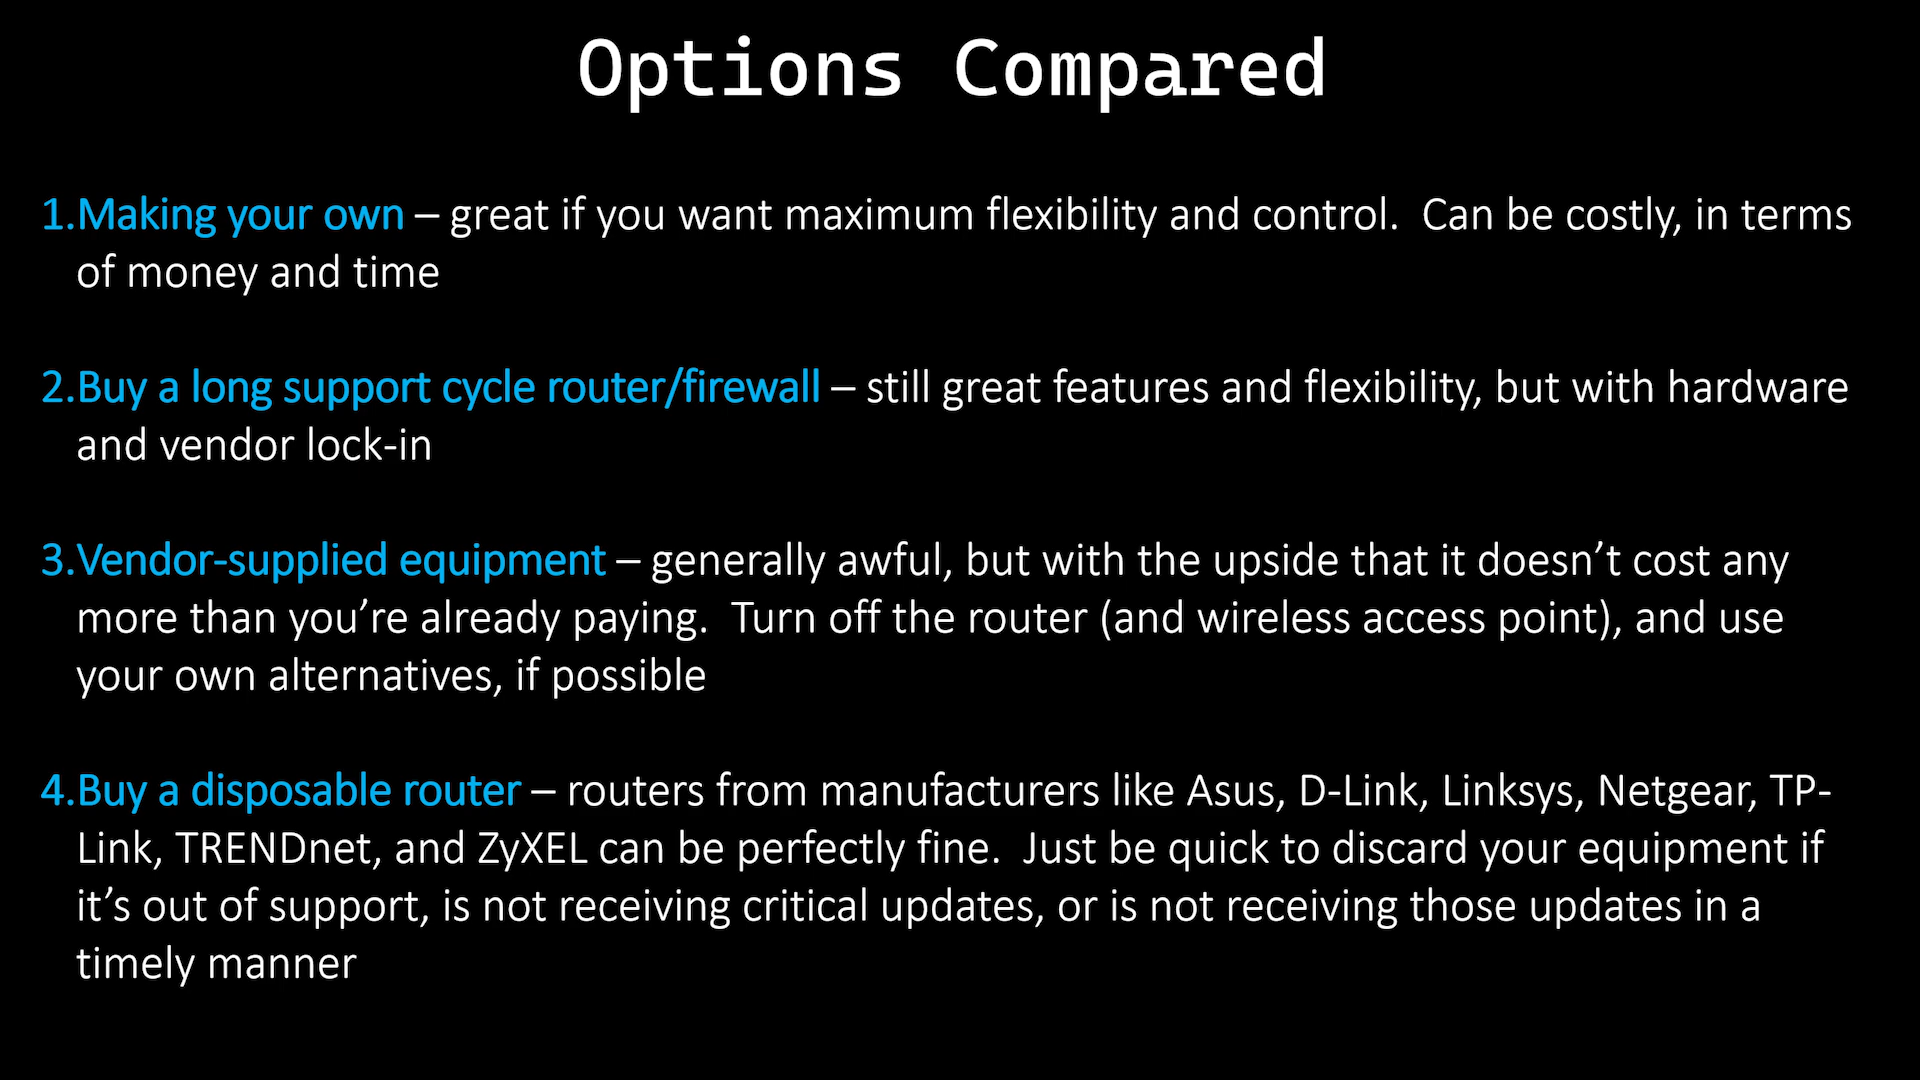 Options Compared
1.Making your own – great if you want maximum flexibility and control.  Can be costly, in terms
of money and time
2.Buy a long support cycle router/firewall – still great features and flexibility, but with hardware
and vendor lock-in
3.Vendor-supplied equipment – generally awful, but with the upside that it doesn’t cost any
more than you’re already paying.  Turn off the router (and wireless access point), and use
your own alternatives, if possible
4.Buy a disposable router – routers from manufacturers like Asus, D-Link, Linksys, Netgear, TP-
Link, TRENDnet, and ZyXEL can be perfectly fine.  Just be quick to discard your equipment if
it’s out of support, is not receiving critical updates, or is not receiving those updates in a
timely manner